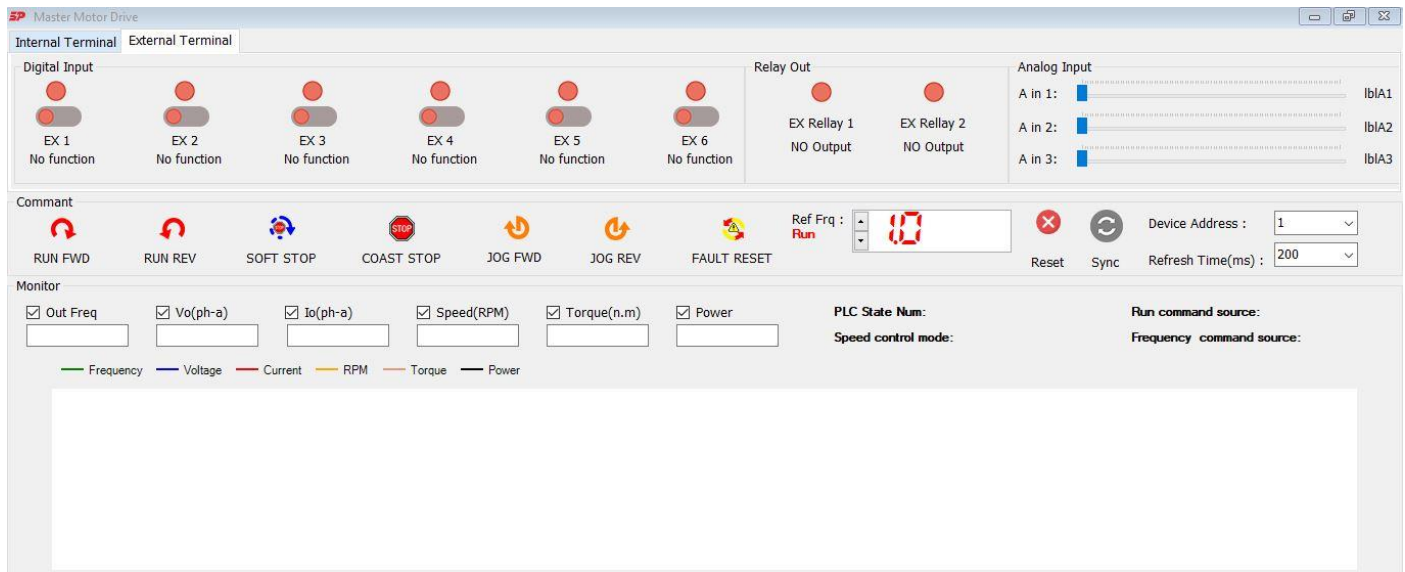 SP Master Motor Drive
Internal Terminal External Terminal
Digital Input
EX 1 EX 2 EX 3 EX 4 EX 5 EX 6
No function No function No function No function No function No function
Relay Out
EX Rellay 1 EX Rellay 2
NO Output NO Output
Analog Input
A in 1: lblA1
A in 2: lblA2
A in 3: lblA3
Commant
STOP
RUN FWD RUN REV SOFT STOP COAST STOP JOG FWD JOG REV FAULT RESET
Ref Frq : 1.0
Run
Reset Sync
Device Address : 1
Refresh Time(ms) : 200
Monitor
Out Freq Vo(ph-a) Io(ph-a) Speed(RPM) Torque(n.m) Power
PLC State Num: Run command source:
Speed control mode: Frequency command source:
Frequency Voltage Current RPM Torque Power